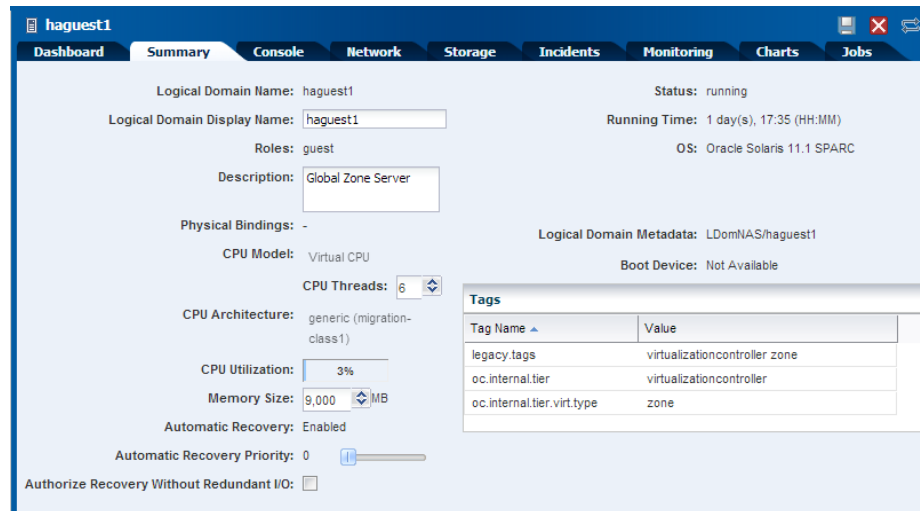 haguest1
Dashboard Summary Console Network Storage Incidents Monitoring Charts Jobs
Logical Domain Name: haguest1
Logical Domain Display Name: haguest1
Roles: guest
Description: Global Zone Server
Physical Bindings: -
CPU Model: Virtual CPU
CPU Threads: 6
CPU Architecture: generic (migration-
class1)
CPU Utilization: 3%
Memory Size: 9,000 MB
Automatic Recovery: Enabled
Automatic Recovery Priority: 0
Authorize Recovery Without Redundant I/O:
Status: running
Running Time: 1 day(s), 17:35 (HH:MM)
OS: Oracle Solaris 11.1 SPARC
Logical Domain Metadata: LDomNAS/haguest1
Boot Device: Not Available
Tags
Tag Name Value
legacy.tags virtualizationcontroller zone
oc.internal.tier virtualizationcontroller
oc.internal.tier.virt.type zone